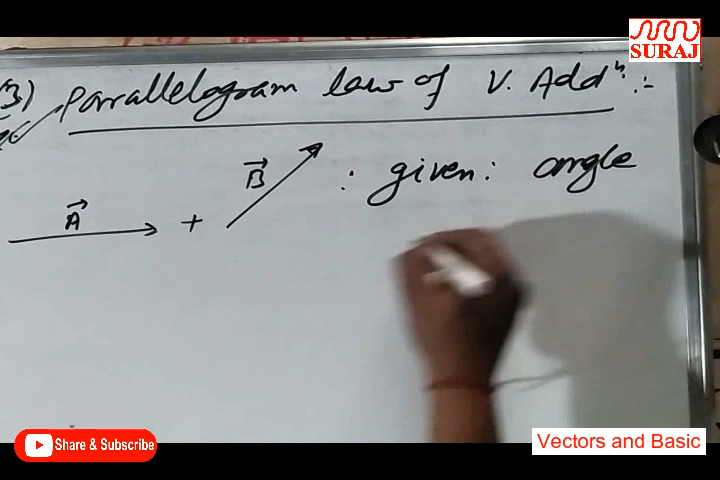 SURAJ
(3) Parallelogram law of V. Addⁿ. :-
A⃗ + B⃗ : given : angle
Share & Subscribe
Vectors and Basic